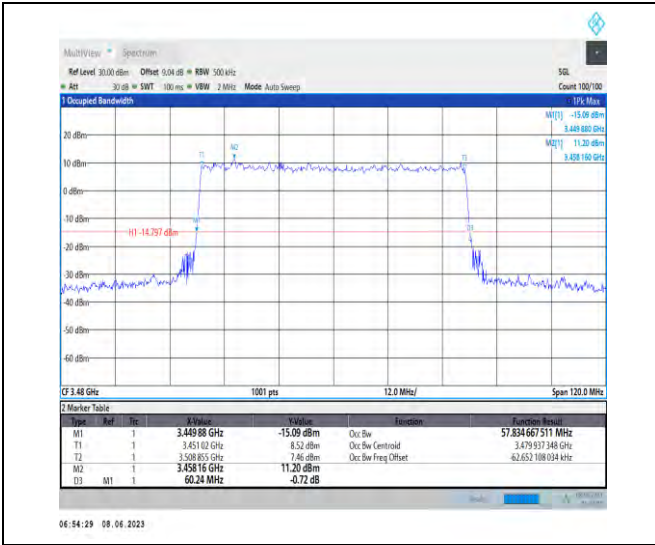 MultiView Spectrum
Ref Level 30.00 dBm Offset 9.04 dB RBW 500 kHz SGL
Att 30 dB SWT 100 ms VBW 2 MHz Mode Auto Sweep Count 100/100
1 Occupied Bandwidth 1Pk Max
M1[1] -15.09 dBm
3.449 880 GHz
M2[1] 11.20 dBm
3.458 160 GHz
20 dBm
M2
T1
10 dBm
0 dBm
-10 dBm
H1 -14.797 dBm
-20 dBm
-30 dBm
-40 dBm
-50 dBm
-60 dBm
CF 3.48 GHz 1001 pts 12.0 MHz/ Span 120.0 MHz
2 Marker Table
Type Ref Trc X-Value Y-Value Function Function Result
M1 1 3.449 88 GHz -15.09 dBm Occ Bw 57.834 667 511 MHz
T1 1 3.451 02 GHz 8.52 dBm Occ Bw Centroid 3.479 937 348 GHz
T2 1 3.508 855 GHz 7.46 dBm Occ Bw Freq Offset -62.652 108 034 kHz
M2 1 3.458 16 GHz 11.20 dBm
D3 M1 1 60.24 MHz -0.72 dB
06:54:29 08.06.2023